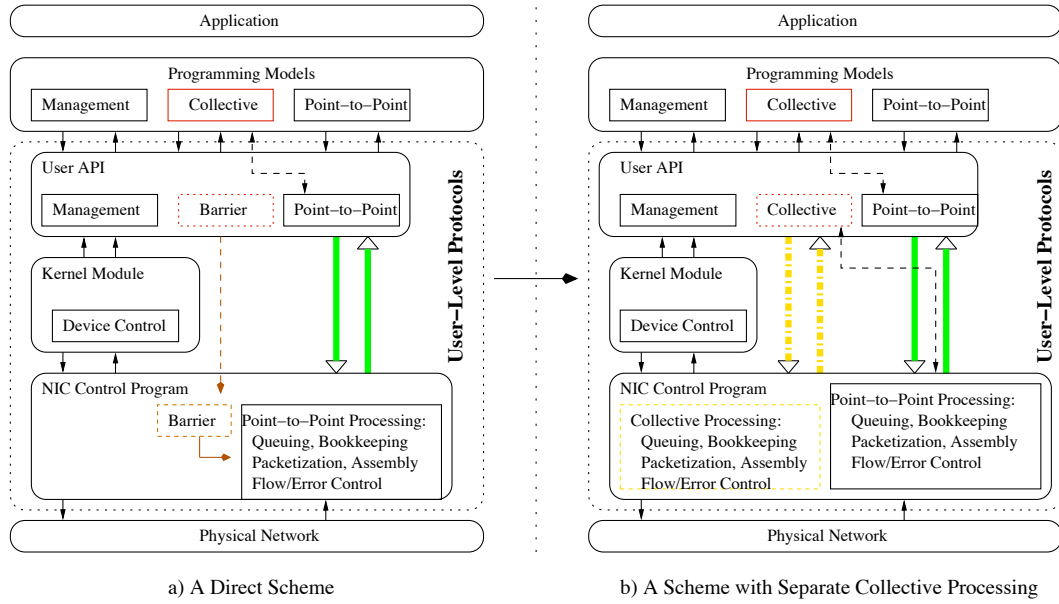 Application
Programming Models
Management
Collective
Point-to-Point
User API
Management
Barrier
Point-to-Point
User-Level Protocols
Kernel Module
Device Control
NIC Control Program
Barrier
Point-to-Point Processing:
Queuing, Bookkeeping
Packetization, Assembly
Flow/Error Control
Physical Network
a) A Direct Scheme
Application
Programming Models
Management
Collective
Point-to-Point
User API
Management
Collective
Point-to-Point
User-Level Protocols
Kernel Module
Device Control
NIC Control Program
Collective Processing:
Queuing, Bookkeeping
Packetization, Assembly
Flow/Error Control
Point-to-Point Processing:
Queuing, Bookkeeping
Packetization, Assembly
Flow/Error Control
Physical Network
b) A Scheme with Separate Collective Processing